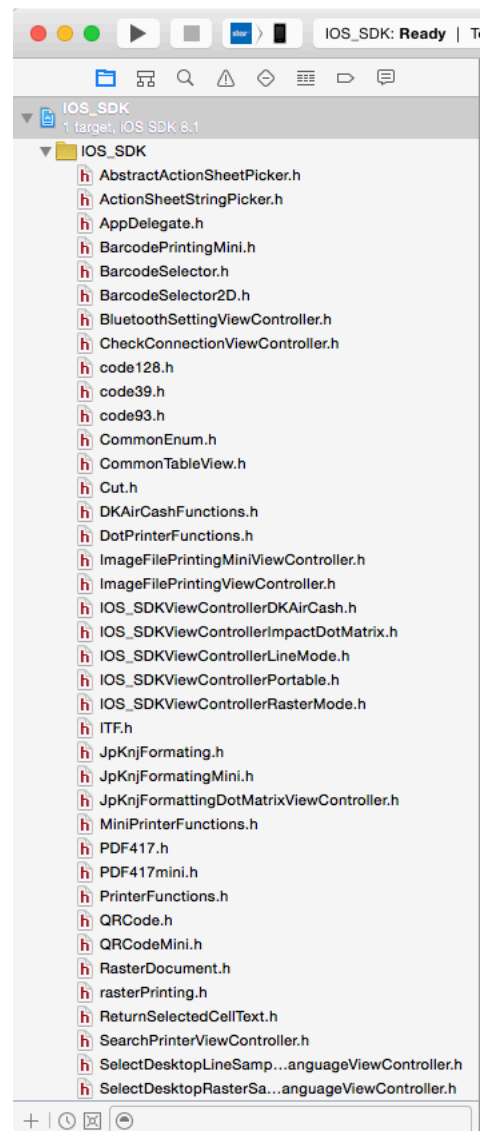 star IOS_SDK: Ready |
IOS_SDK
1 target, iOS SDK 8.1
IOS_SDK
h AbstractActionSheetPicker.h
h ActionSheetStringPicker.h
h AppDelegate.h
h BarcodePrintingMini.h
h BarcodeSelector.h
h BarcodeSelector2D.h
h BluetoothSettingViewController.h
h CheckConnectionViewController.h
h code128.h
h code39.h
h code93.h
h CommonEnum.h
h CommonTableView.h
h Cut.h
h DKAirCashFunctions.h
h DotPrinterFunctions.h
h ImageFilePrintingMiniViewController.h
h ImageFilePrintingViewController.h
h IOS_SDKViewControllerDKAirCash.h
h IOS_SDKViewControllerImpactDotMatrix.h
h IOS_SDKViewControllerLineMode.h
h IOS_SDKViewControllerPortable.h
h IOS_SDKViewControllerRasterMode.h
h ITF.h
h JpKnjFormating.h
h JpKnjFormatingMini.h
h JpKnjFormattingDotMatrixViewController.h
h MiniPrinterFunctions.h
h PDF417.h
h PDF417mini.h
h PrinterFunctions.h
h QRCode.h
h QRCodeMini.h
h RasterDocument.h
h rasterPrinting.h
h ReturnSelectedCellText.h
h SearchPrinterViewController.h
h SelectDesktopLineSamp...anguageViewController.h
h SelectDesktopRasterSa...anguageViewController.h